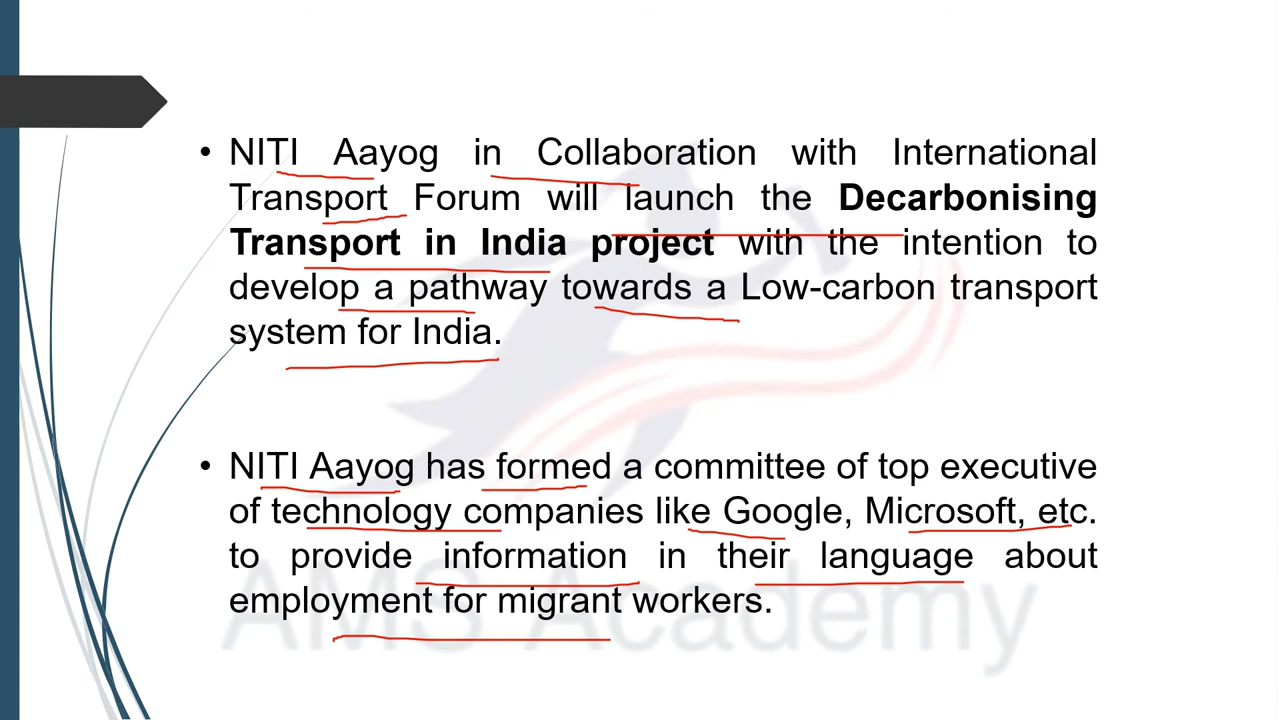 • NITI Aayog in Collaboration with International
Transport Forum will launch the Decarbonising
Transport in India project with the intention to
develop a pathway towards a Low-carbon transport
system for India.
• NITI Aayog has formed a committee of top executive
of technology companies like Google, Microsoft, etc.
to provide information in their language about
employment for migrant workers.
AMS Academy